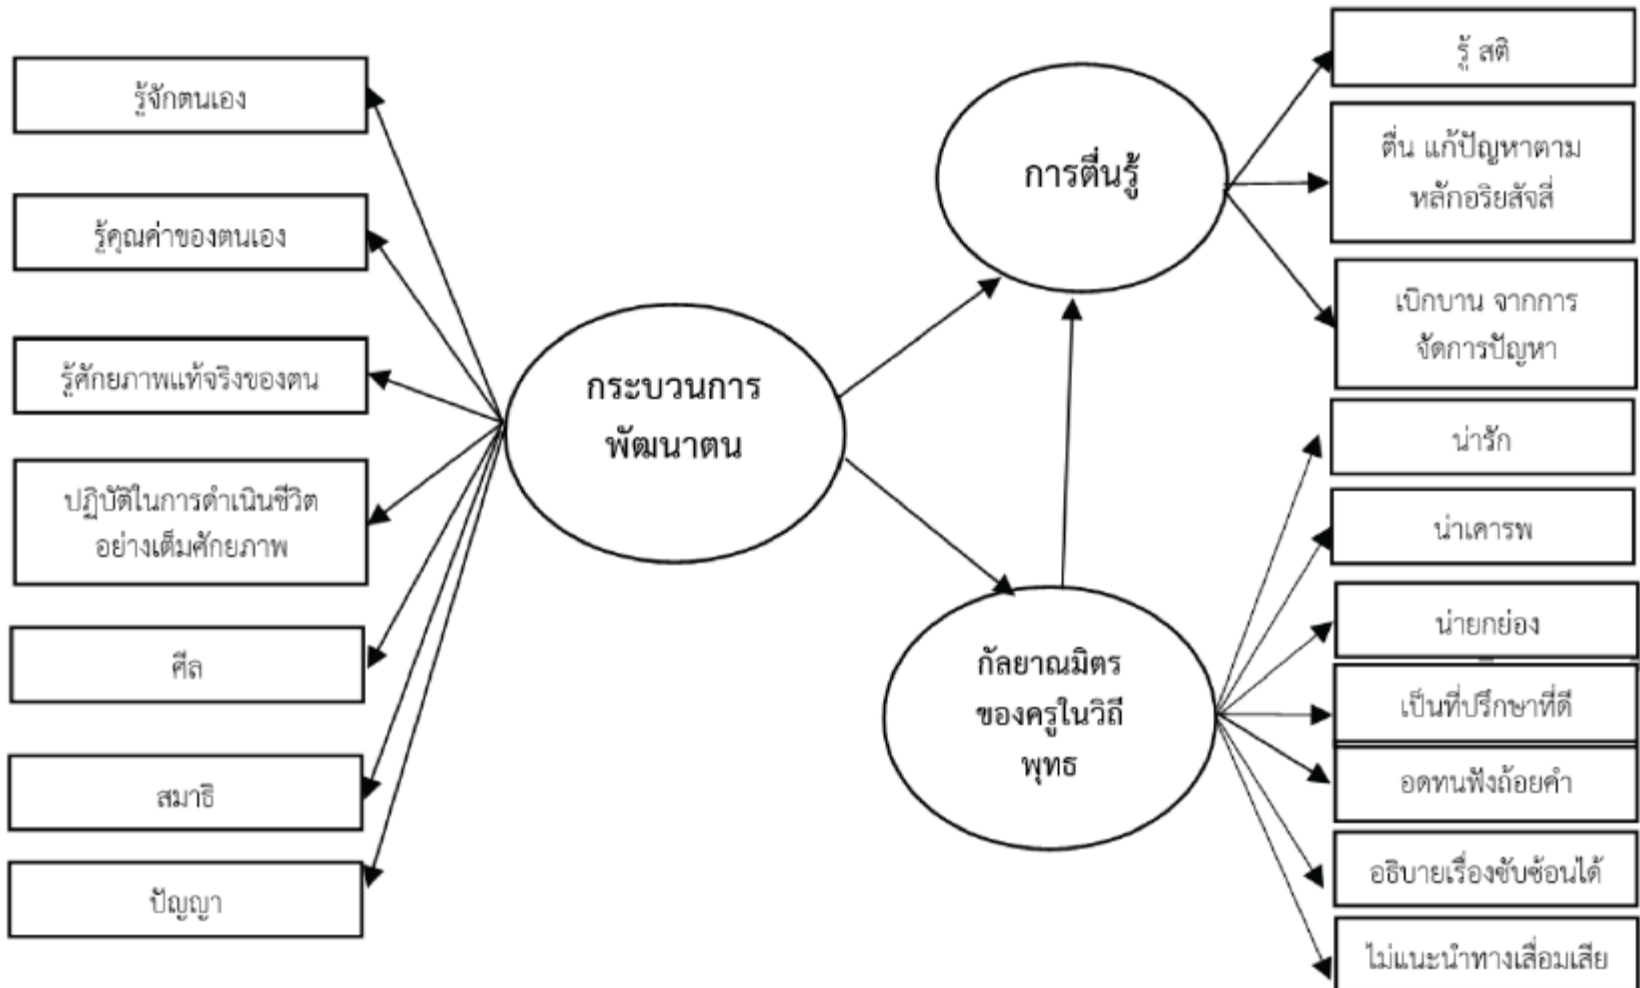 รู้จักตนเอง
รู้คุณค่าของตนเอง
รู้ศักยภาพแท้จริงของตน
ปฏิบัติในการดำเนินชีวิต
อย่างเต็มศักยภาพ
ศีล
สมาธิ
ปัญญา
กระบวนการ
พัฒนาตน
การตื่นรู้
กัลยาณมิตร
ของครูในวิถี
พุทธ
รู้ สติ
ตื่น แก้ปัญหาตาม
หลักอริยสัจสี่
เบิกบาน จากการ
จัดการปัญหา
น่ารัก
น่าเคารพ
น่ายกย่อง
เป็นที่ปรึกษาที่ดี
อดทนฟังถ้อยคำ
อธิบายเรื่องซับซ้อนได้
ไม่แนะนำทางเสื่อมเสีย